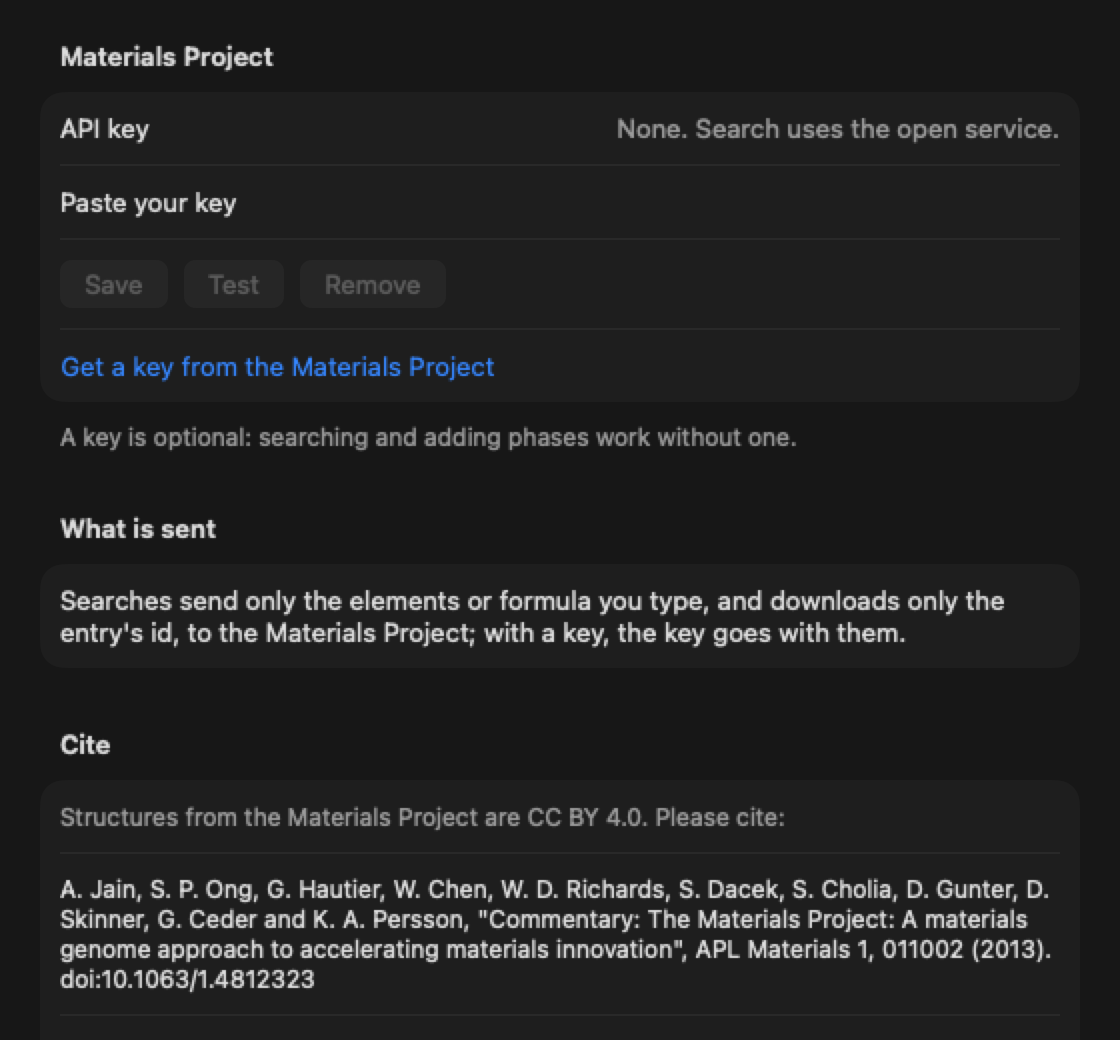 Materials Project
API key
None. Search uses the open service.
Paste your key
Save
Test
Remove
Get a key from the Materials Project
A key is optional: searching and adding phases work without one.
What is sent
Searches send only the elements or formula you type, and downloads only the
entry's id, to the Materials Project; with a key, the key goes with them.
Cite
Structures from the Materials Project are CC BY 4.0. Please cite:
A. Jain, S. P. Ong, G. Hautier, W. Chen, W. D. Richards, S. Dacek, S. Cholia, D. Gunter, D.
Skinner, G. Ceder and K. A. Persson, "Commentary: The Materials Project: A materials
genome approach to accelerating materials innovation", APL Materials 1, 011002 (2013).
doi:10.1063/1.4812323